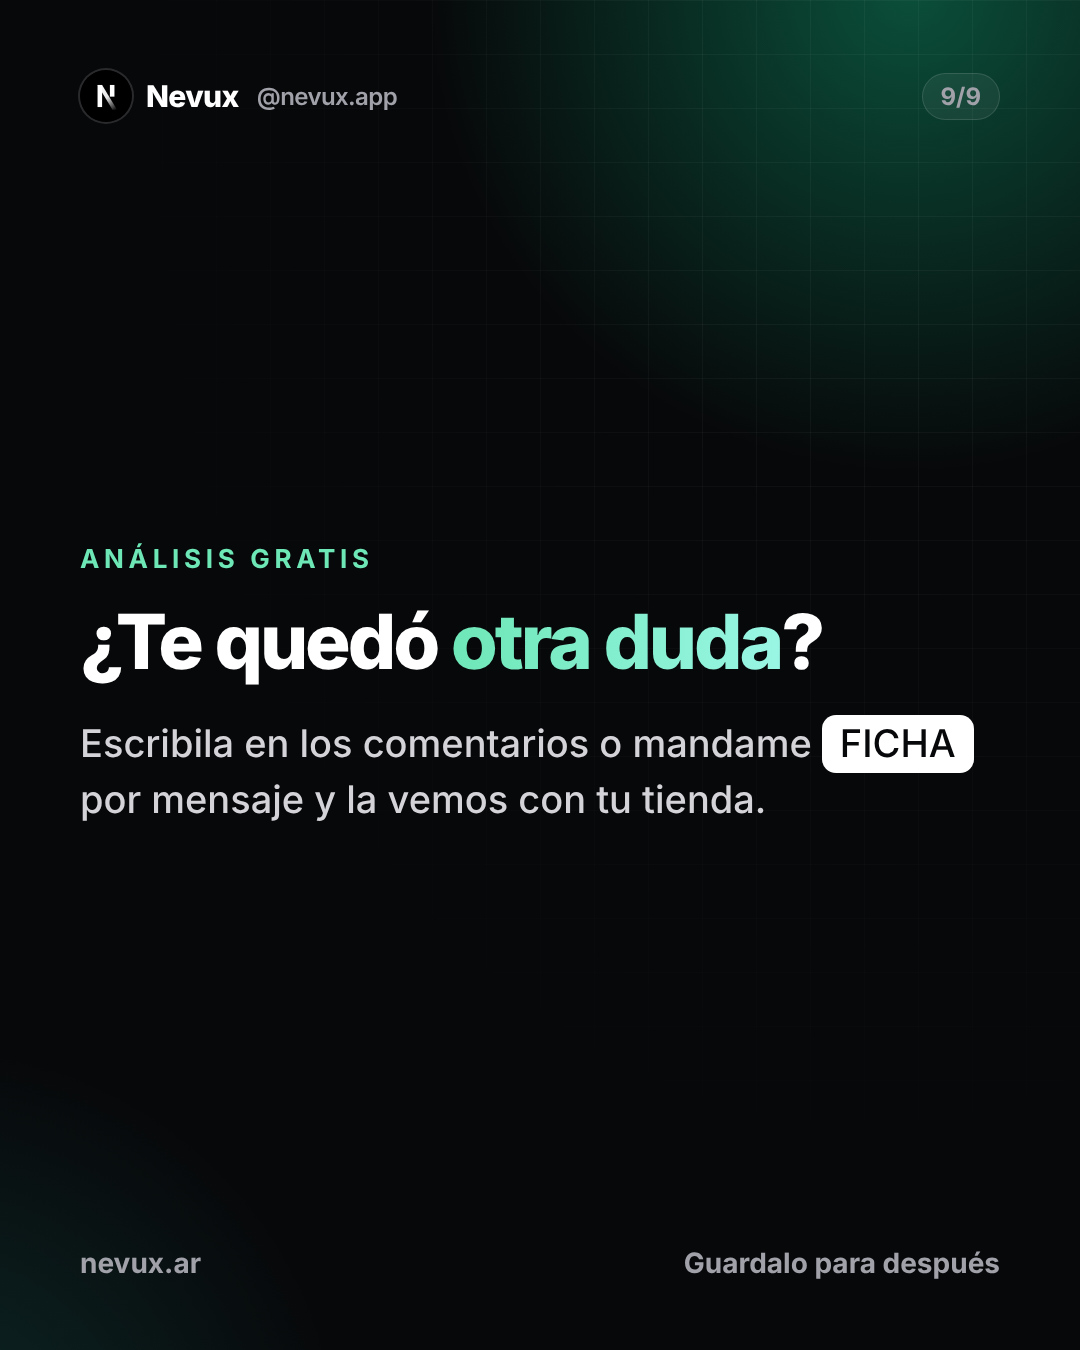 N Nevux @nevux.app 9/9
ANÁLISIS GRATIS
¿Te quedó otra duda?
Escribila en los comentarios o mandame FICHA
por mensaje y la vemos con tu tienda.
nevux.ar Guardalo para después